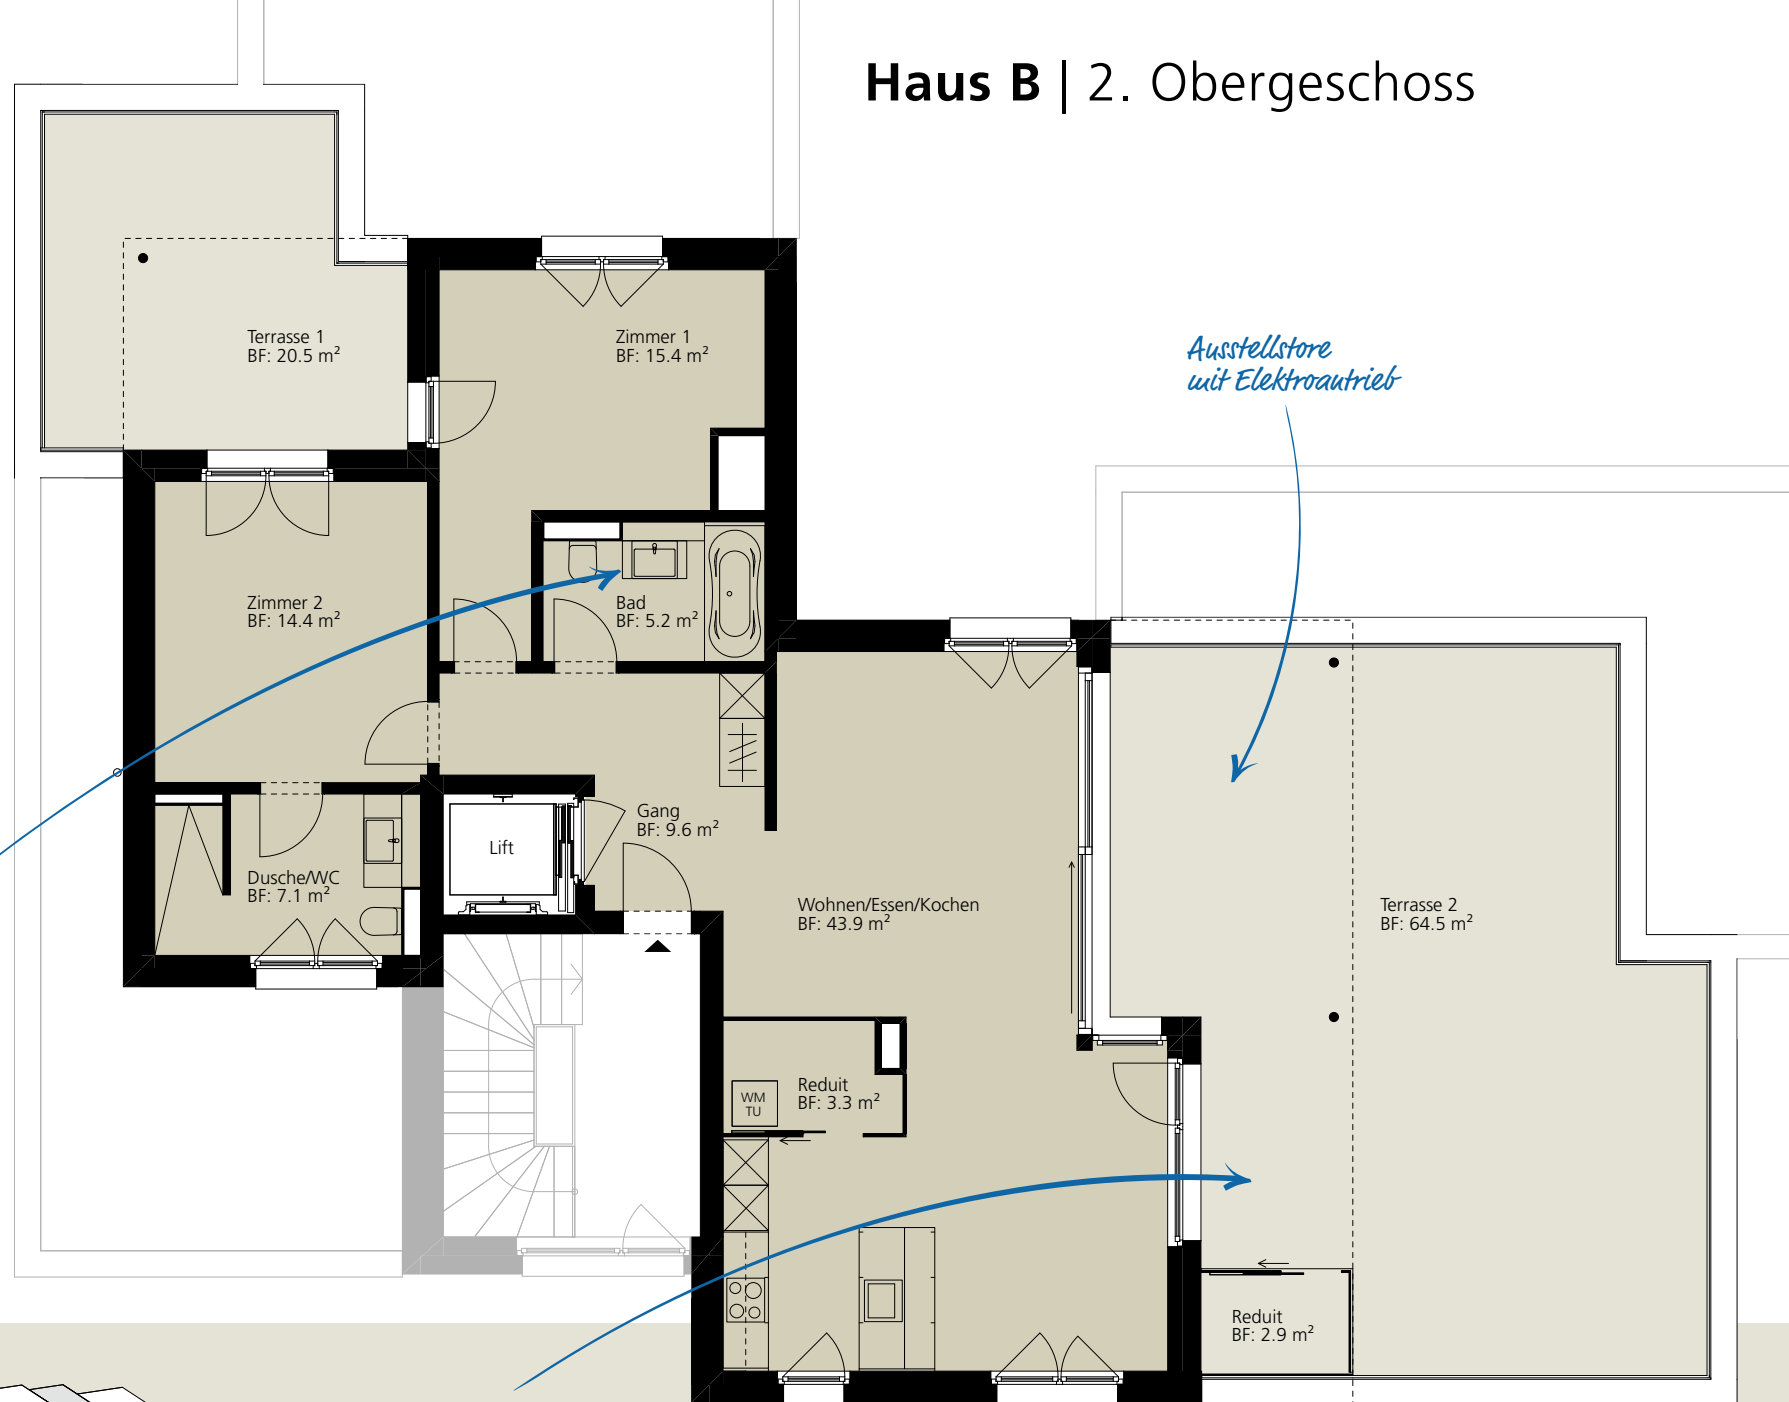 Haus B | 2. Obergeschoss
Terrasse 1
BF: 20.5 m²
Zimmer 1
BF: 15.4 m²
Ausstellstore
mit Elektroantrieb
Zimmer 2
BF: 14.4 m²
Bad
BF: 5.2 m²
Gang
BF: 9.6 m²
Lift
Dusche/WC
BF: 7.1 m²
Wohnen/Essen/Kochen
BF: 43.9 m²
Terrasse 2
BF: 64.5 m²
Reduit
BF: 3.3 m²
WM
TU
Reduit
BF: 2.9 m²